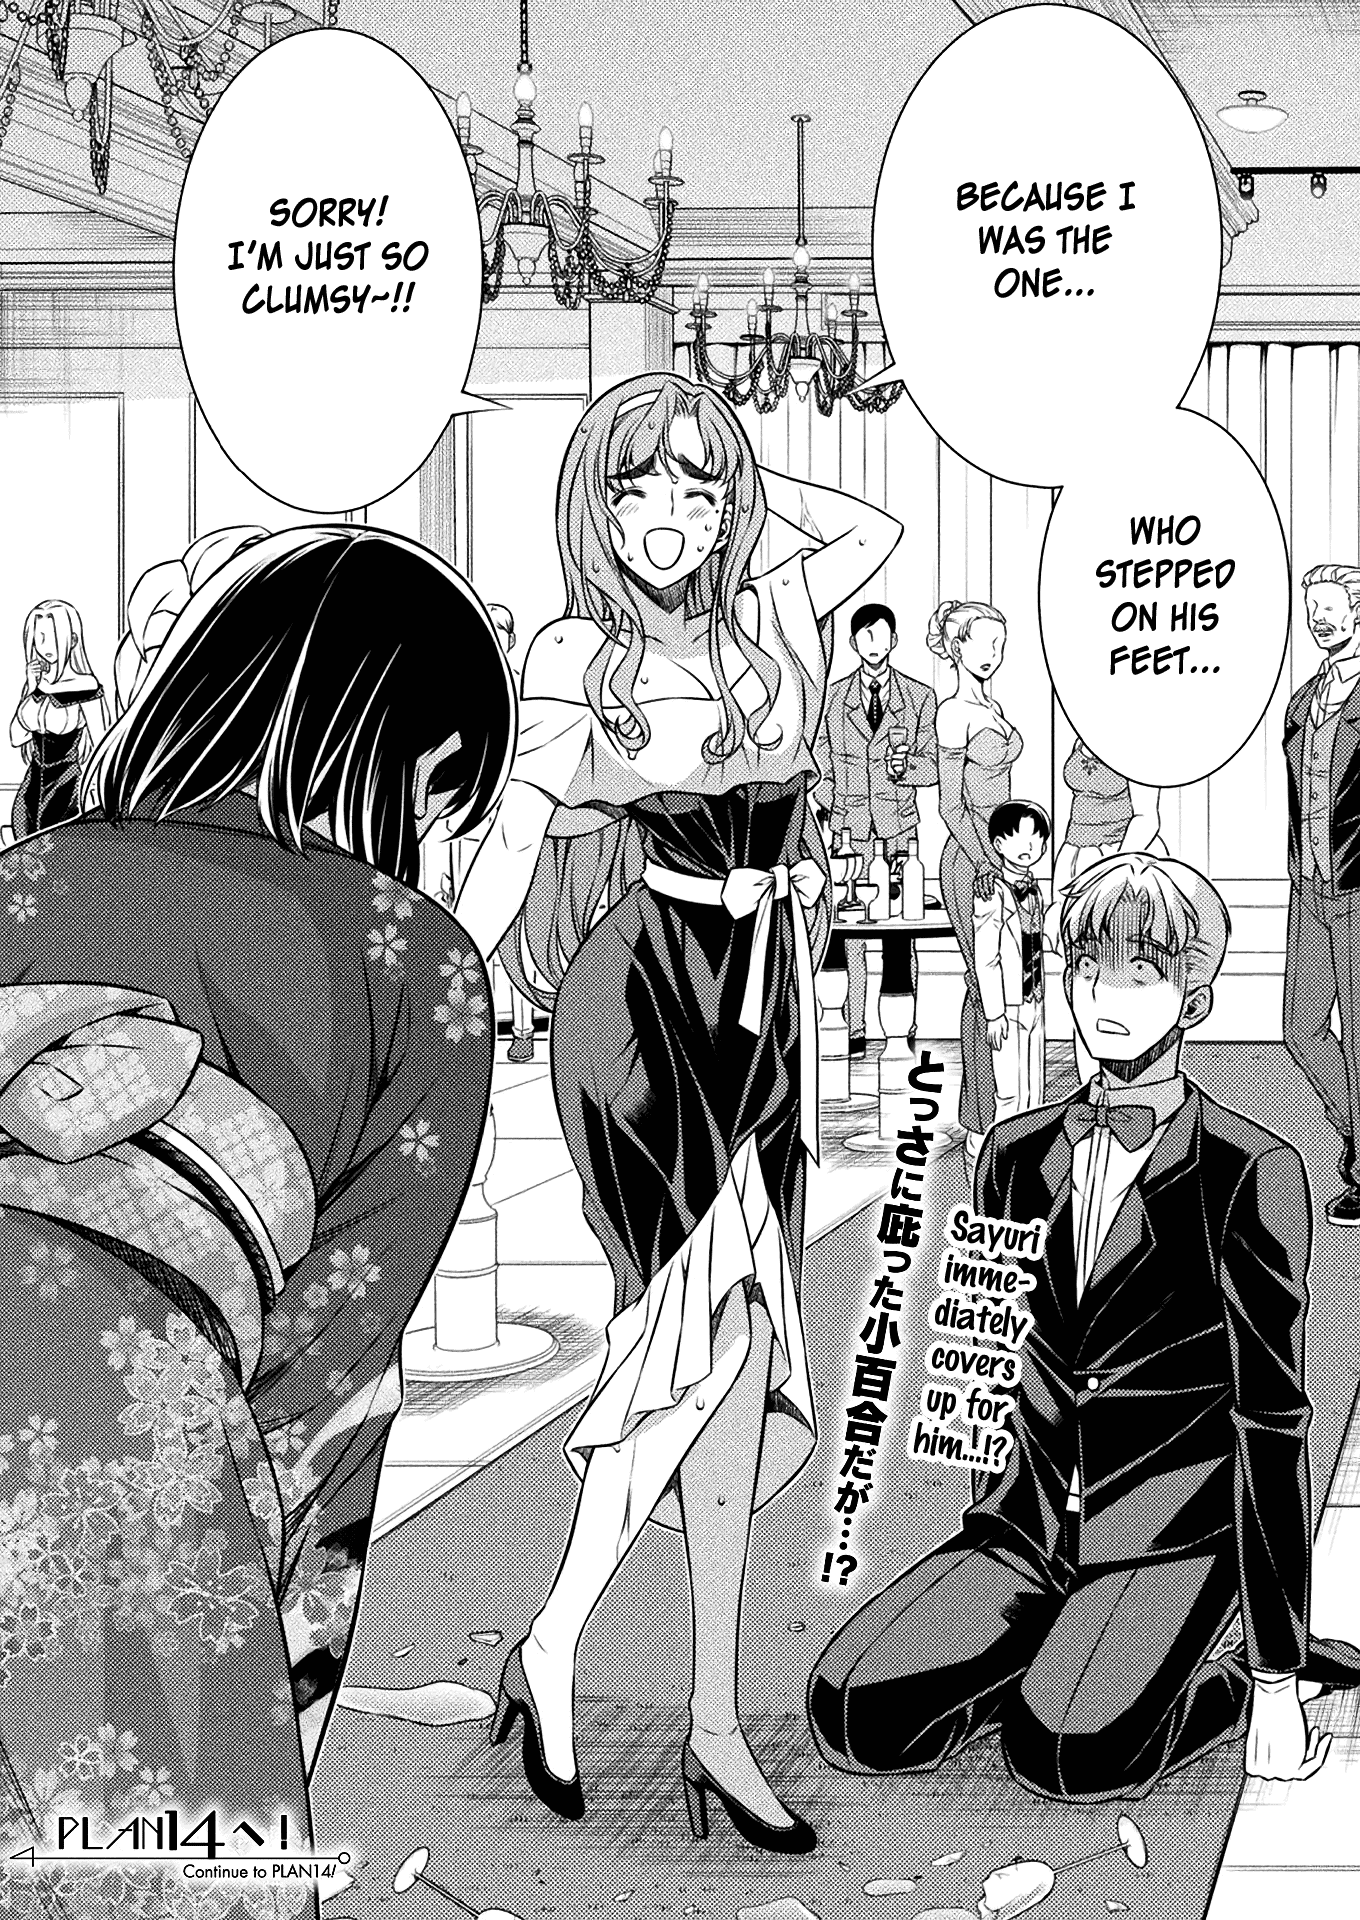 BECAUSE I
WAS THE
ONE...
WHO
STEPPED
ON HIS
FEET...
SORRY!
I'M JUST SO
CLUMSY~!!
とっさに庇った小百合だが…!?
Sayuri
imme-
diately
covers
up for
him...!?
PLAN14へ!
Continue to PLAN14!